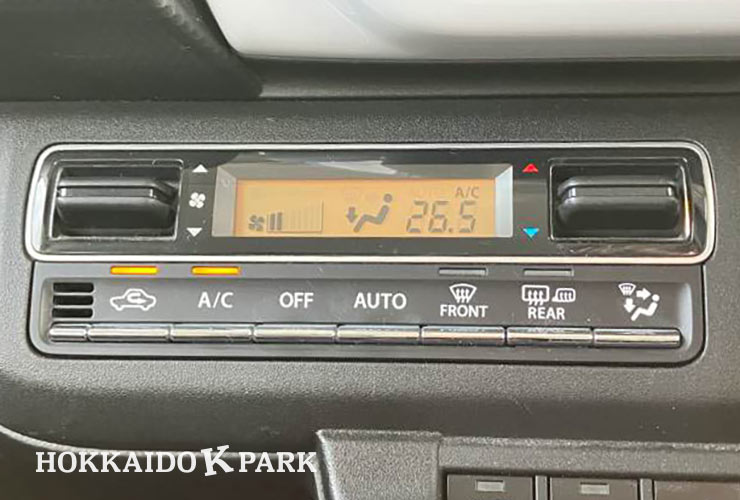 A/C
26.5
A/C OFF AUTO FRONT REAR
HOKKAIDO K PARK